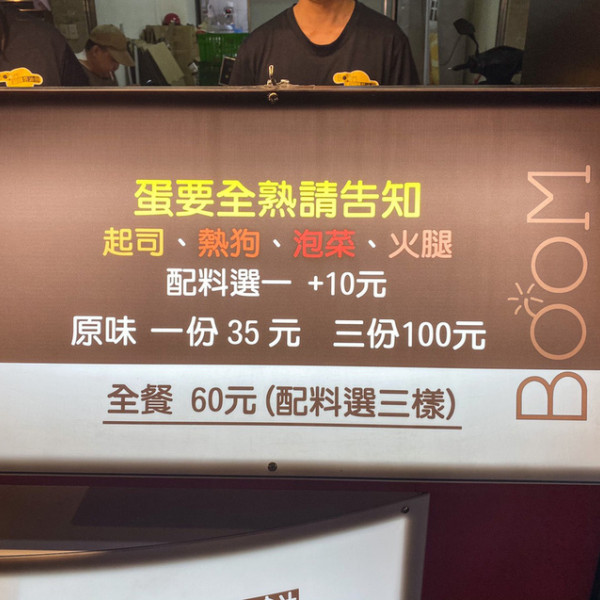 蛋要全熟請告知
起司、熱狗、泡菜、火腿
配料選一 +10元
原味 一份 35 元 三份100元
全餐 60元(配料選三樣)
BOOM